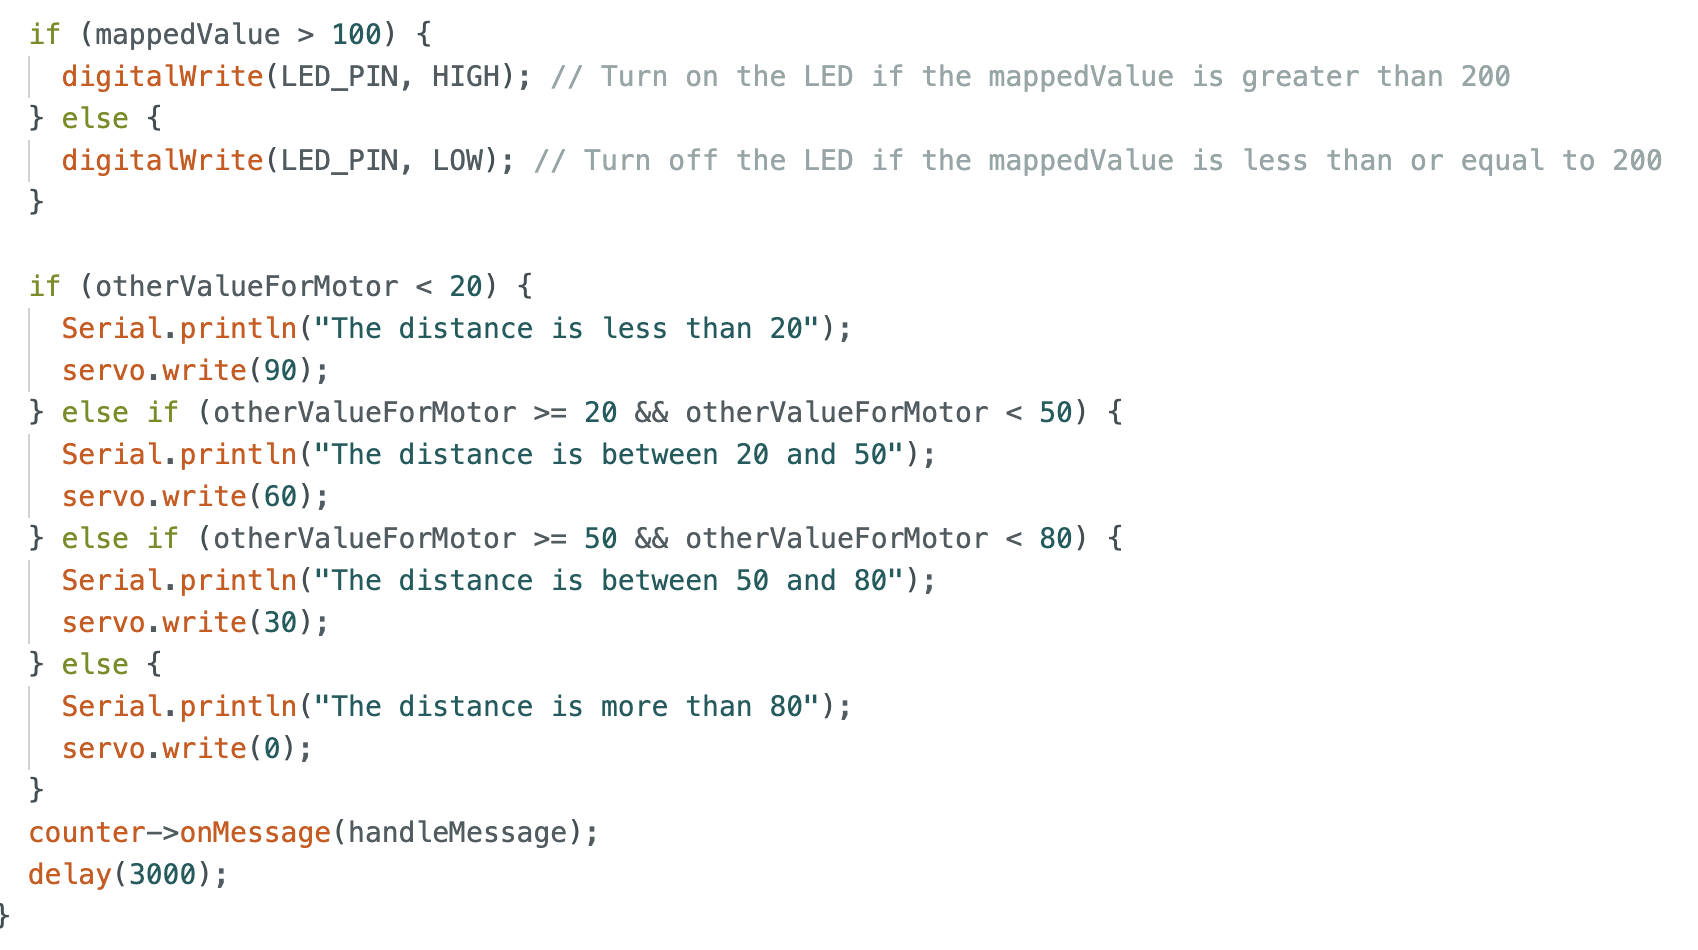 if (mappedValue > 100) {
  digitalWrite(LED_PIN, HIGH); // Turn on the LED if the mappedValue is greater than 200
} else {
  digitalWrite(LED_PIN, LOW); // Turn off the LED if the mappedValue is less than or equal to 200
}

if (otherValueForMotor < 20) {
  Serial.println("The distance is less than 20");
  servo.write(90);
} else if (otherValueForMotor >= 20 && otherValueForMotor < 50) {
  Serial.println("The distance is between 20 and 50");
  servo.write(60);
} else if (otherValueForMotor >= 50 && otherValueForMotor < 80) {
  Serial.println("The distance is between 50 and 80");
  servo.write(30);
} else {
  Serial.println("The distance is more than 80");
  servo.write(0);
}
counter->onMessage(handleMessage);
delay(3000);
}